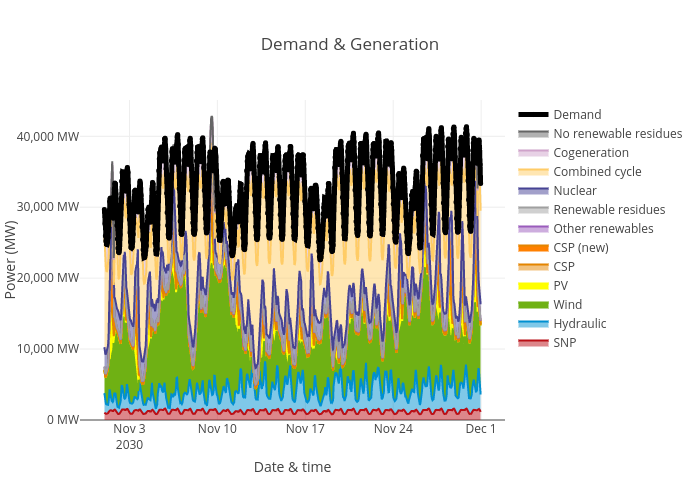 Demand & Generation
40,000 MW
30,000 MW
20,000 MW
10,000 MW
0 MW
Power (MW)
Nov 3
2030
Nov 10
Nov 17
Nov 24
Dec 1
Date & time
Demand
No renewable residues
Cogeneration
Combined cycle
Nuclear
Renewable residues
Other renewables
CSP (new)
CSP
PV
Wind
Hydraulic
SNP